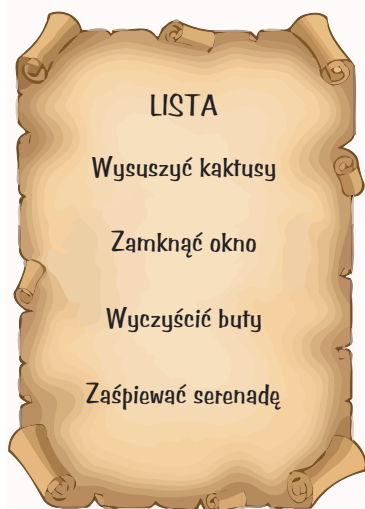 LISTA
Wysuszyć kaktusy
Zamknąć okno
Wyczyścić buty
Zaśpiewać serenadę